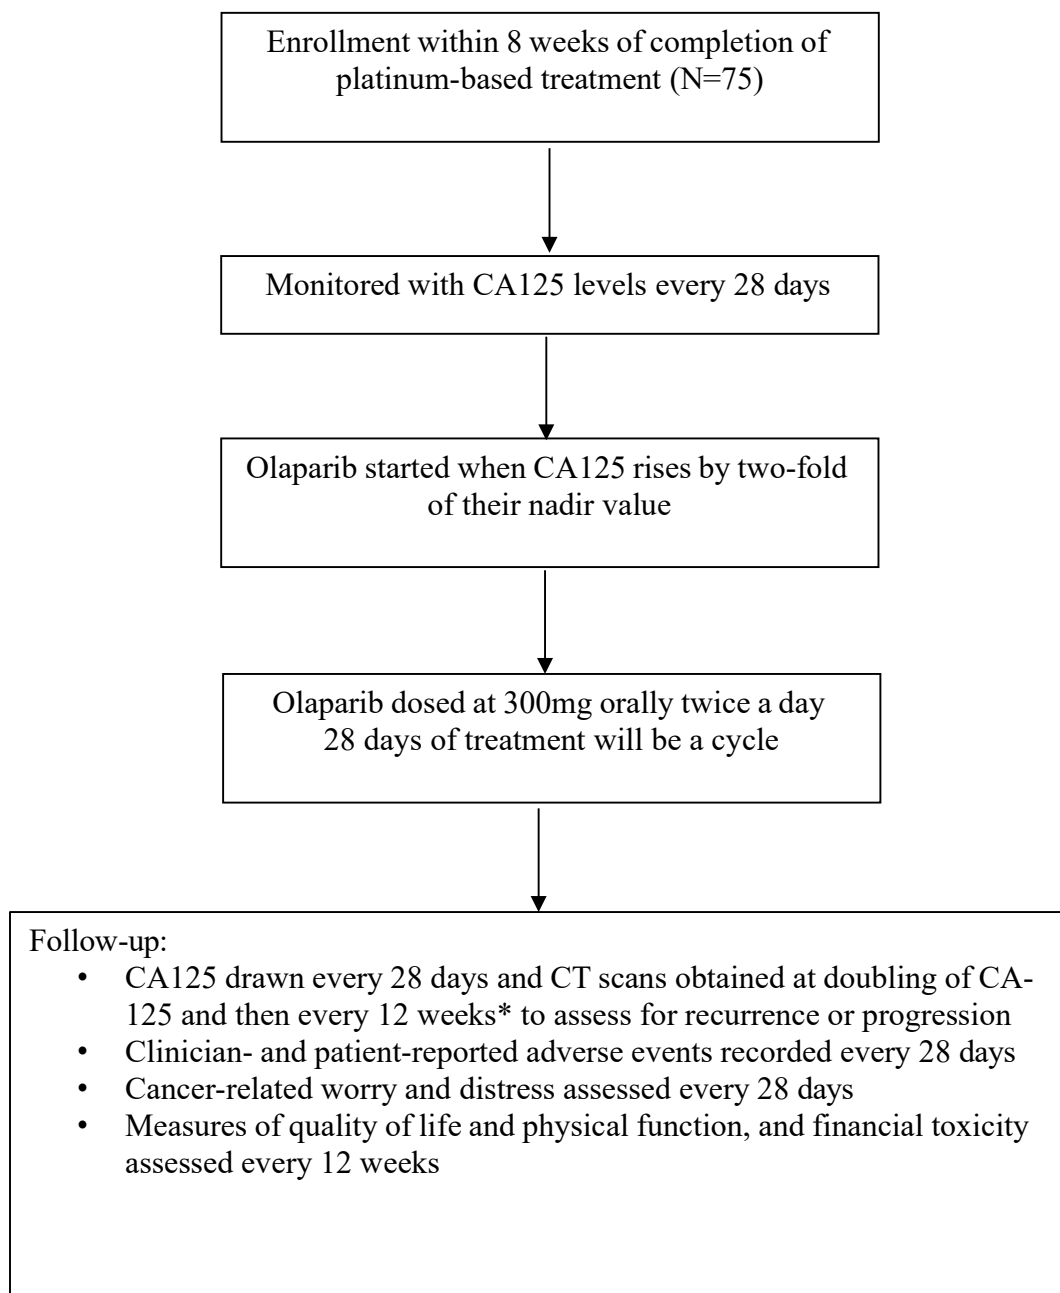 Enrollment within 8 weeks of completion of
platinum-based treatment (N=75)
Monitored with CA125 levels every 28 days
Olaparib started when CA125 rises by two-fold
of their nadir value
Olaparib dosed at 300mg orally twice a day
28 days of treatment will be a cycle
Follow-up:
• CA125 drawn every 28 days and CT scans obtained at doubling of CA-
125 and then every 12 weeks* to assess for recurrence or progression
• Clinician- and patient-reported adverse events recorded every 28 days
• Cancer-related worry and distress assessed every 28 days
• Measures of quality of life and physical function, and financial toxicity
assessed every 12 weeks